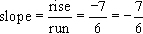 slope = rise/run = -7/6 = -7/6